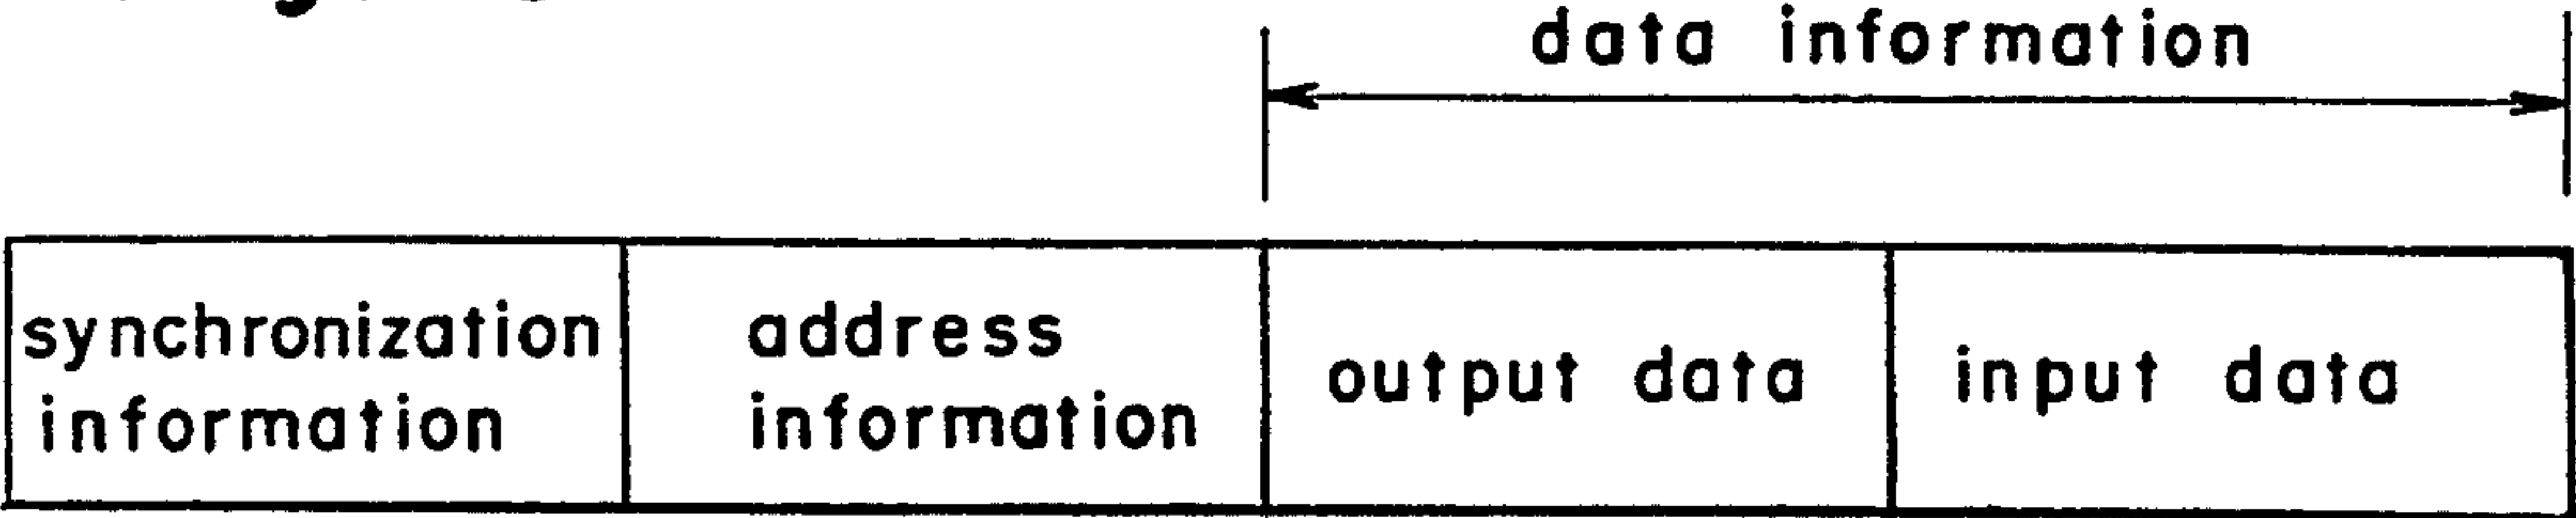 data information
synchronization
information
address
information
output data
input data